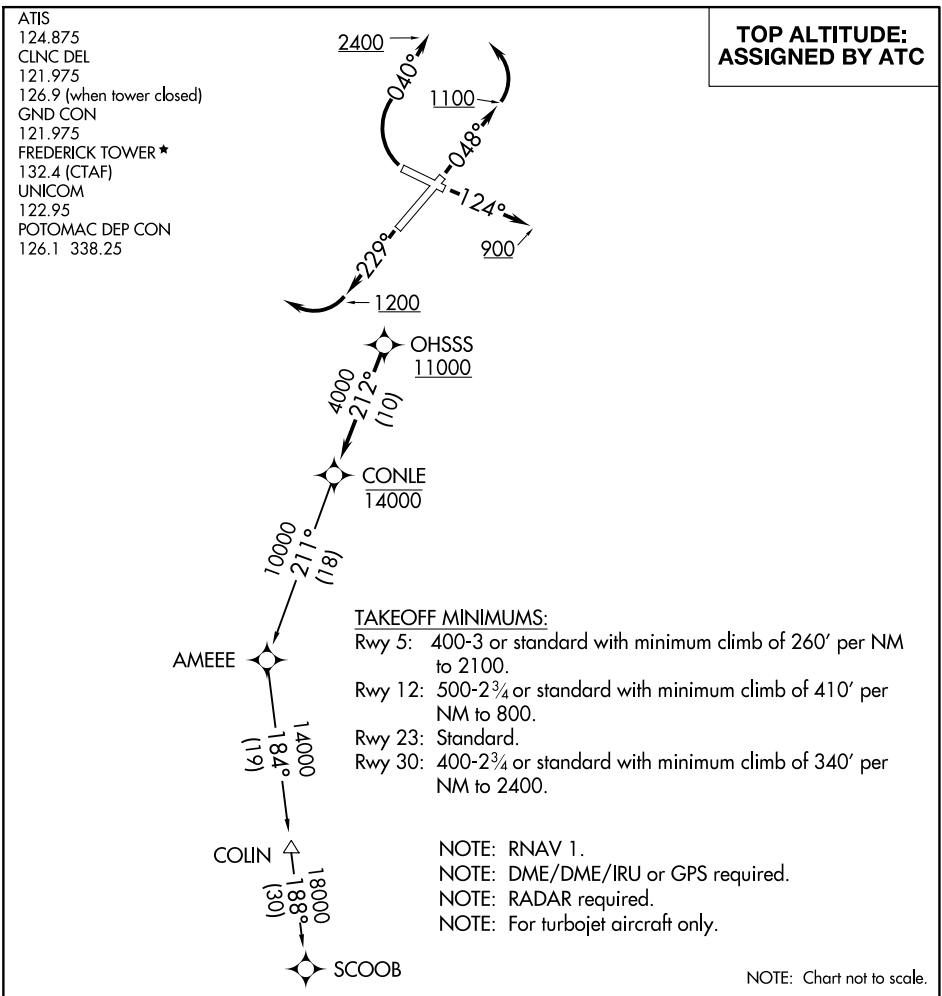 ATIS
124.875
CLNC DEL
121.975
126.9 (when tower closed)
GND CON
121.975
FREDERICK TOWER ★
132.4 (CTAF)
UNICOM
122.95
POTOMAC DEP CON
126.1 338.25
TOP ALTITUDE:
ASSIGNED BY ATC
2400
040°
1100
048°
124°
900
229°
1200
OHSSS
11000
4000
212°
(10)
CONLE
14000
10000
211°
(18)
AMEEE
14000
184°
(19)
COLIN
18000
188°
(30)
SCOOB
TAKEOFF MINIMUMS:
Rwy 5: 400-3 or standard with minimum climb of 260' per NM
to 2100.
Rwy 12: 500-2¾ or standard with minimum climb of 410' per
NM to 800.
Rwy 23: Standard.
Rwy 30: 400-2¾ or standard with minimum climb of 340' per
NM to 2400.
NOTE: RNAV 1.
NOTE: DME/DME/IRU or GPS required.
NOTE: RADAR required.
NOTE: For turbojet aircraft only.
NOTE: Chart not to scale.